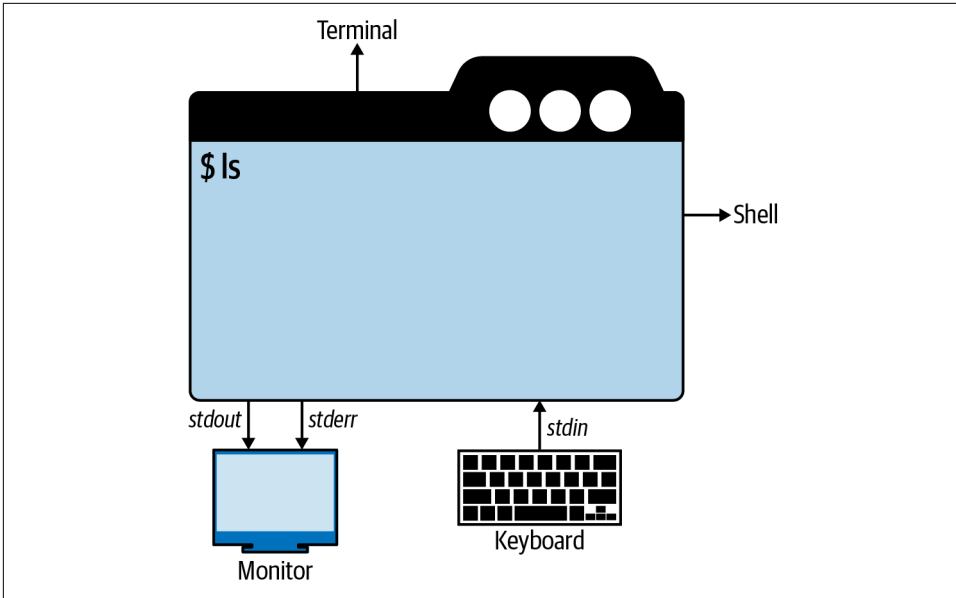 Terminal
$ ls
Shell
stdout stderr stdin
Monitor
Keyboard